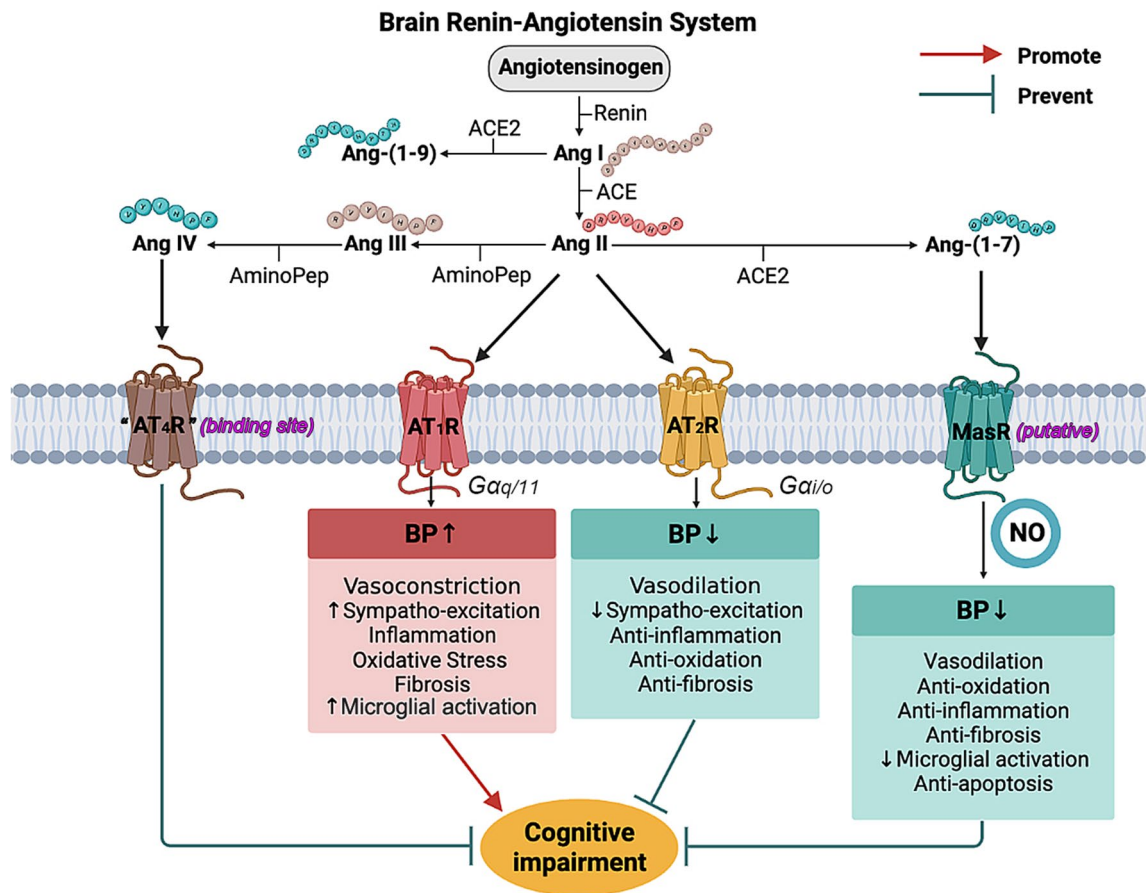 Brain Renin-Angiotensin System
Promote
Prevent
Angiotensinogen
Renin
ACE2
Ang-(1-9)
Ang I
ACE
V Y I H P F
R V Y I H P F
D R V Y I H P F
D R V Y I H P
Ang IV
Ang III
Ang II
Ang-(1-7)
AminoPep
AminoPep
ACE2
"AT4R" (binding site)
AT1R
AT2R
MasR (putative)
Gαq/11
Gαi/o
NO
BP↑
Vasoconstriction
↑Sympatho-excitation
Inflammation
Oxidative Stress
Fibrosis
↑Microglial activation
BP↓
Vasodilation
↓Sympatho-excitation
Anti-inflammation
Anti-oxidation
Anti-fibrosis
BP↓
Vasodilation
Anti-oxidation
Anti-inflammation
Anti-fibrosis
↓Microglial activation
Anti-apoptosis
Cognitive
impairment